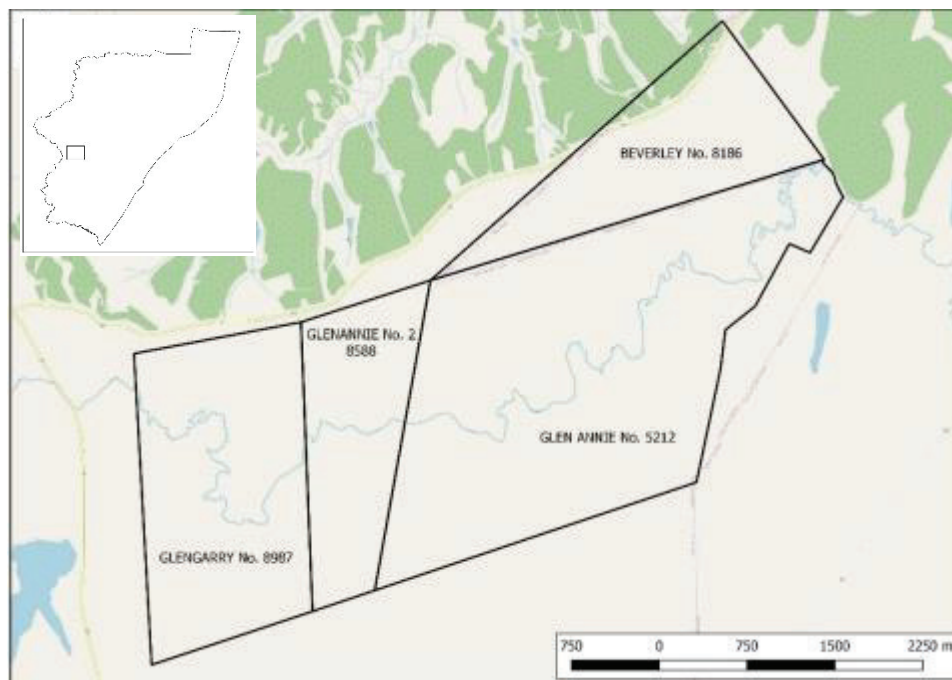 BEVERLEY No. 8186
GLENANNIE No. 2
8588
GLEN ANNIE No. 5212
GLENGARRY No. 8987
750 0 750 1500 2250 m